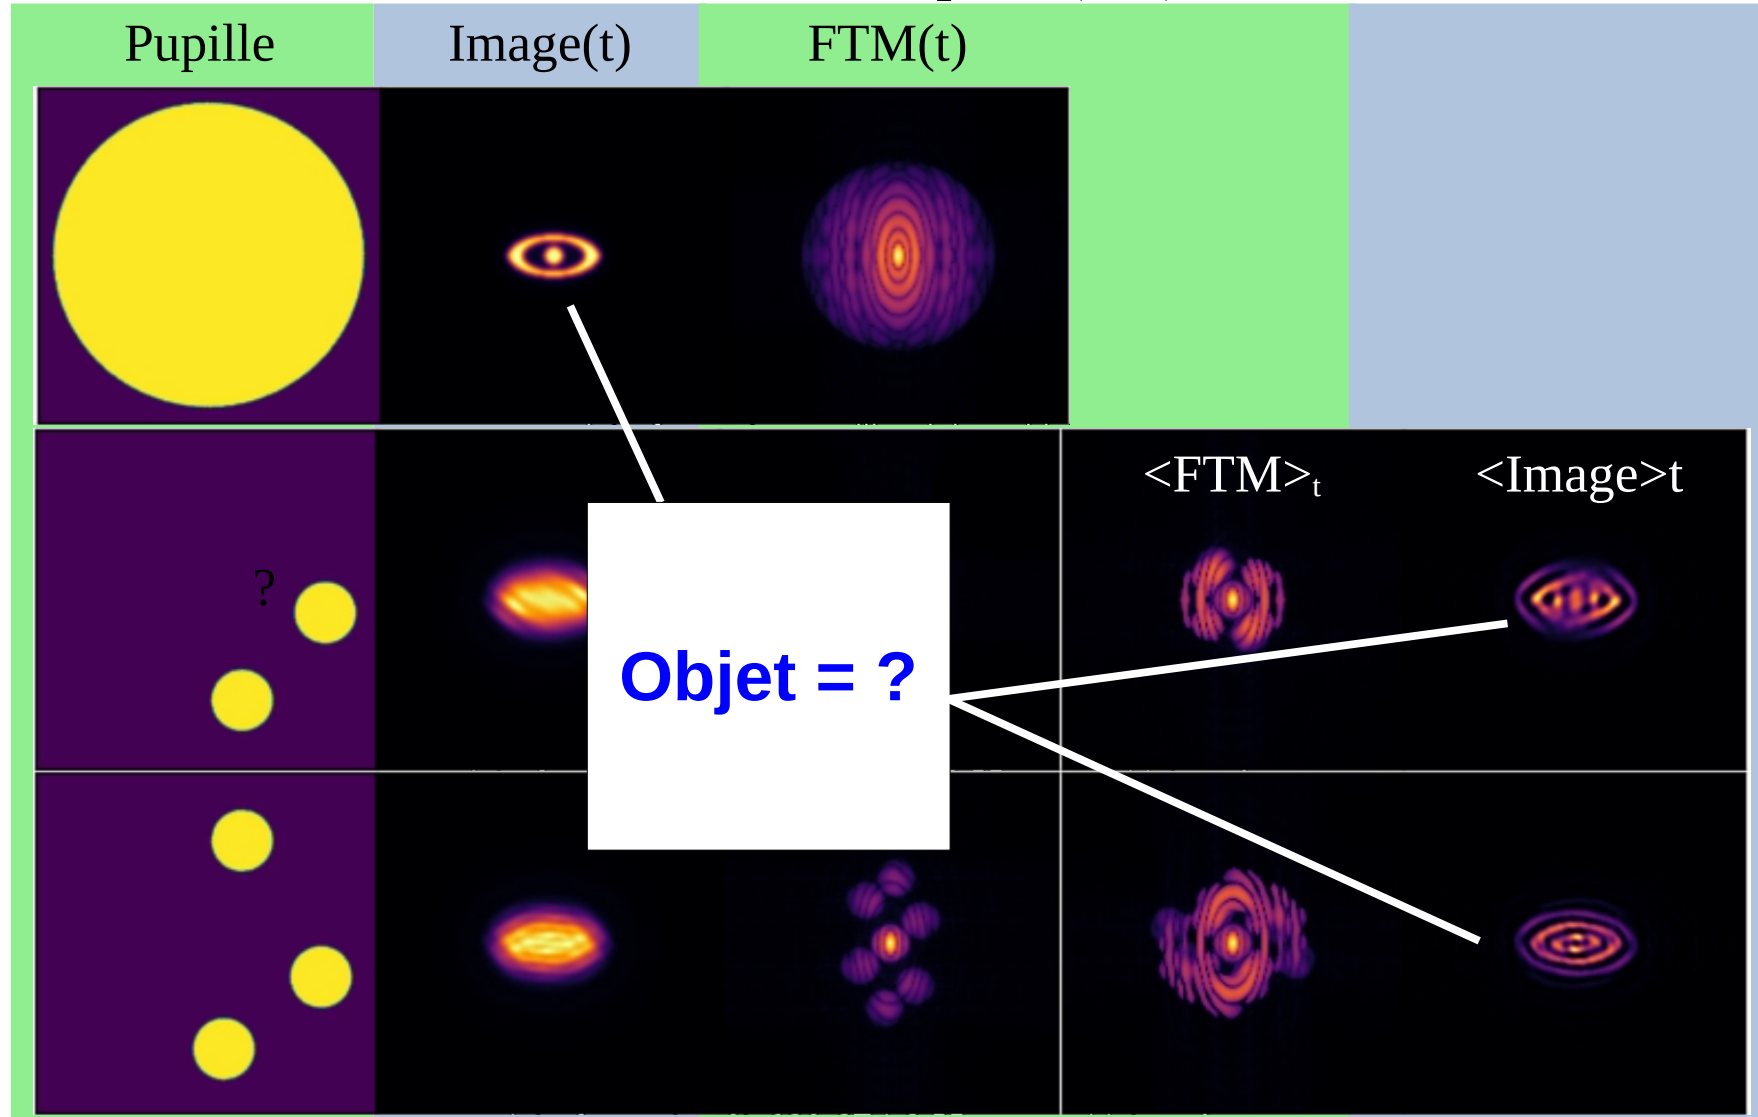 Pupille Image(t) FTM(t)
<FTM>t <Image>t
?
Objet = ?